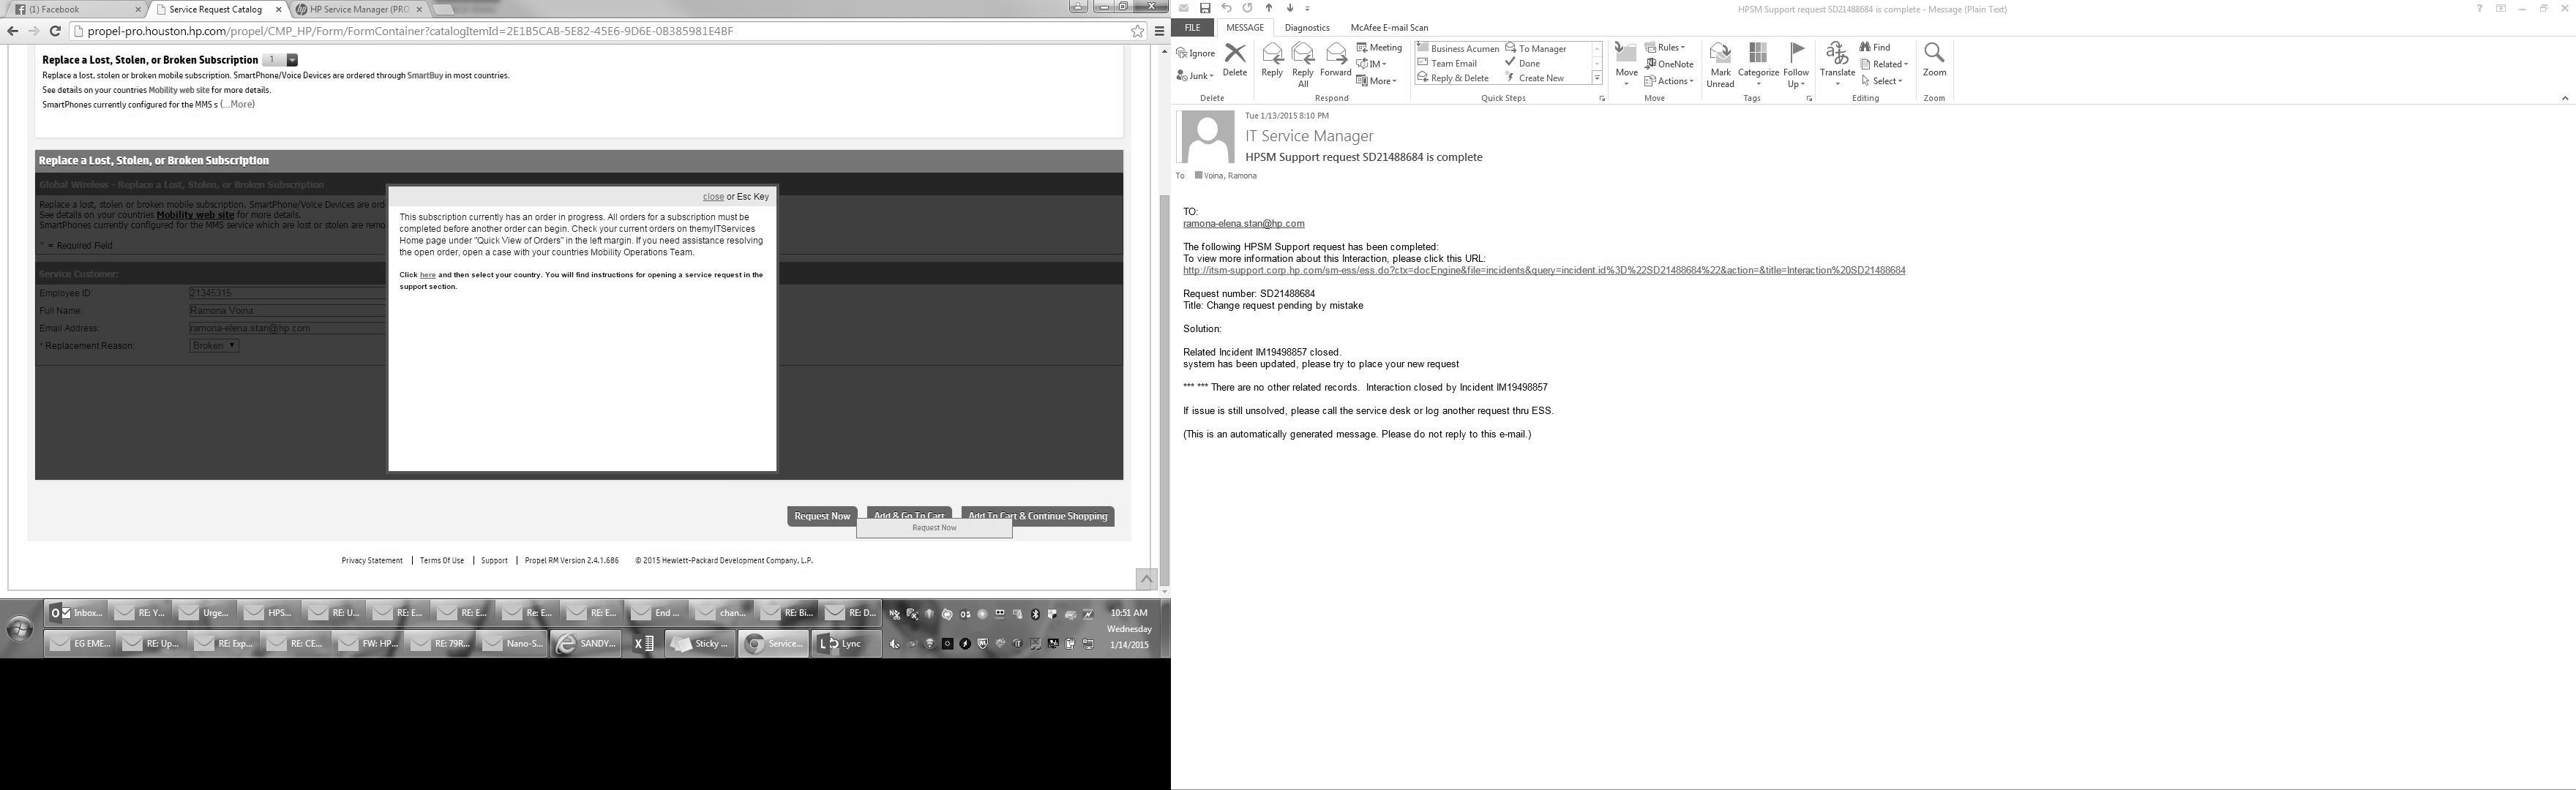 (1) Facebook
Service Request Catalog
HP Service Manager (PRO
propel-pro.houston.hp.com/propel/CMP_HP/Form/FormContainer?catalogItemId=2E1B5CAB-5E82-45E6-9D6E-0B385981E4BF
Replace a Lost, Stolen, or Broken Subscription 1
Replace a lost, stolen or broken mobile subscription. SmartPhone/Voice Devices are ordered through SmartBuy in most countries.
See details on your countries Mobility web site for more details.
SmartPhones currently configured for the MMS s (...More)
Replace a Lost, Stolen, or Broken Subscription
Global Wireless - Replace a Lost, Stolen, or Broken Subscription
Replace a lost, stolen or broken mobile subscription. SmartPhone/Voice Devices are ord
See details on your countries Mobility web site for more details.
SmartPhones currently configured for the MMS service which are lost or stolen are remo
* = Required Field
Service Customer:
Employee ID: 21345315
Full Name: Ramona Voina
Email Address: ramona-elena.stan@hp.com
* Replacement Reason: Broken
close or Esc Key
This subscription currently has an order in progress. All orders for a subscription must be
completed before another order can begin. Check your current orders on themyITServices
Home page under "Quick View of Orders" in the left margin. If you need assistance resolving
the open order, open a case with your countries Mobility Operations Team.
Click here and then select your country. You will find instructions for opening a service request in the
support section.
Request Now
Add & Go To Cart
Add To Cart & Continue Shopping
Request Now
Privacy Statement | Terms Of Use | Support | Propel RM Version 2.4.1.686 © 2015 Hewlett-Packard Development Company, L.P.
Inbox... RE: Y... Urge... HPS... RE: U... RE: E... RE: E... Re: E... RE: E... End ... chan... RE: Bi... RE: D...
EG EME... RE: Up... RE: Exp... RE: CE... FW: HP... RE: 79R... Nano-S... SANDY... Sticky ... Service... Lync
10:51 AM
Wednesday
1/14/2015
HPSM Support request SD21488684 is complete - Message (Plain Text)
FILE MESSAGE Diagnostics McAfee E-mail Scan
Ignore
Junk
Delete
Delete
Reply
Reply All
Forward
Meeting
IM
More
Respond
Business Acumen
Team Email
Reply & Delete
To Manager
Done
Create New
Quick Steps
Move
Rules
OneNote
Actions
Move
Mark Unread
Categorize
Follow Up
Tags
Translate
Find
Related
Select
Editing
Zoom
Zoom
Tue 1/13/2015 8:10 PM
IT Service Manager
HPSM Support request SD21488684 is complete
To Voina, Ramona
TO:
ramona-elena.stan@hp.com
The following HPSM Support request has been completed:
To view more information about this Interaction, please click this URL:
http://itsm-support.corp.hp.com/sm-ess/ess.do?ctx=docEngine&file=incidents&query=incident.id%3D%22SD21488684%22&action=&title=Interaction%20SD21488684
Request number: SD21488684
Title: Change request pending by mistake
Solution:
Related Incident IM19498857 closed.
system has been updated, please try to place your new request
*** *** There are no other related records. Interaction closed by Incident IM19498857
If issue is still unsolved, please call the service desk or log another request thru ESS.
(This is an automatically generated message. Please do not reply to this e-mail.)